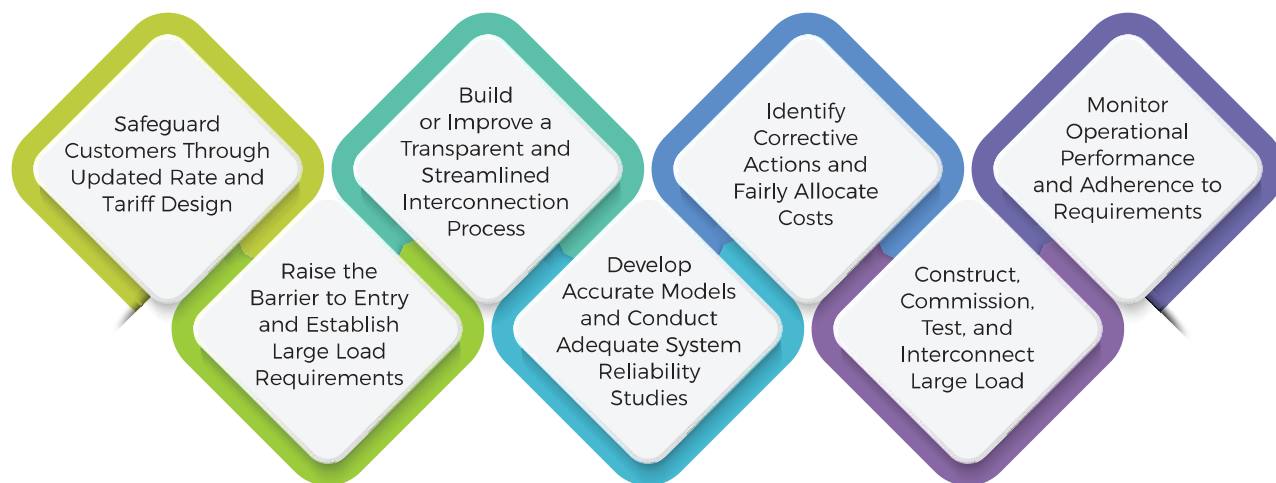 Safeguard
Customers Through
Updated Rate and
Tariff Design
Raise the
Barrier to Entry
and Establish
Large Load
Requirements
Build
or Improve a
Transparent and
Streamlined
Interconnection
Process
Develop
Accurate Models
and Conduct
Adequate System
Reliability
Studies
Identify
Corrective
Actions and
Fairly Allocate
Costs
Construct,
Commission,
Test, and
Interconnect
Large Load
Monitor
Operational
Performance
and Adherence to
Requirements